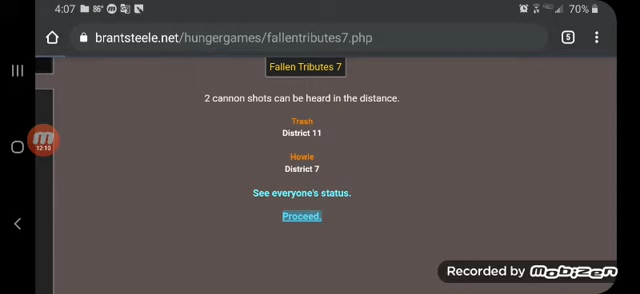 4:07 86° 70%
brantsteele.net/hungergames/fallentributes7.php 5
Fallen Tributes 7
2 cannon shots can be heard in the distance.
Trash
District 11
12:10
Howie
District 7
See everyone's status.
Proceed.
Recorded by MOBIZEN